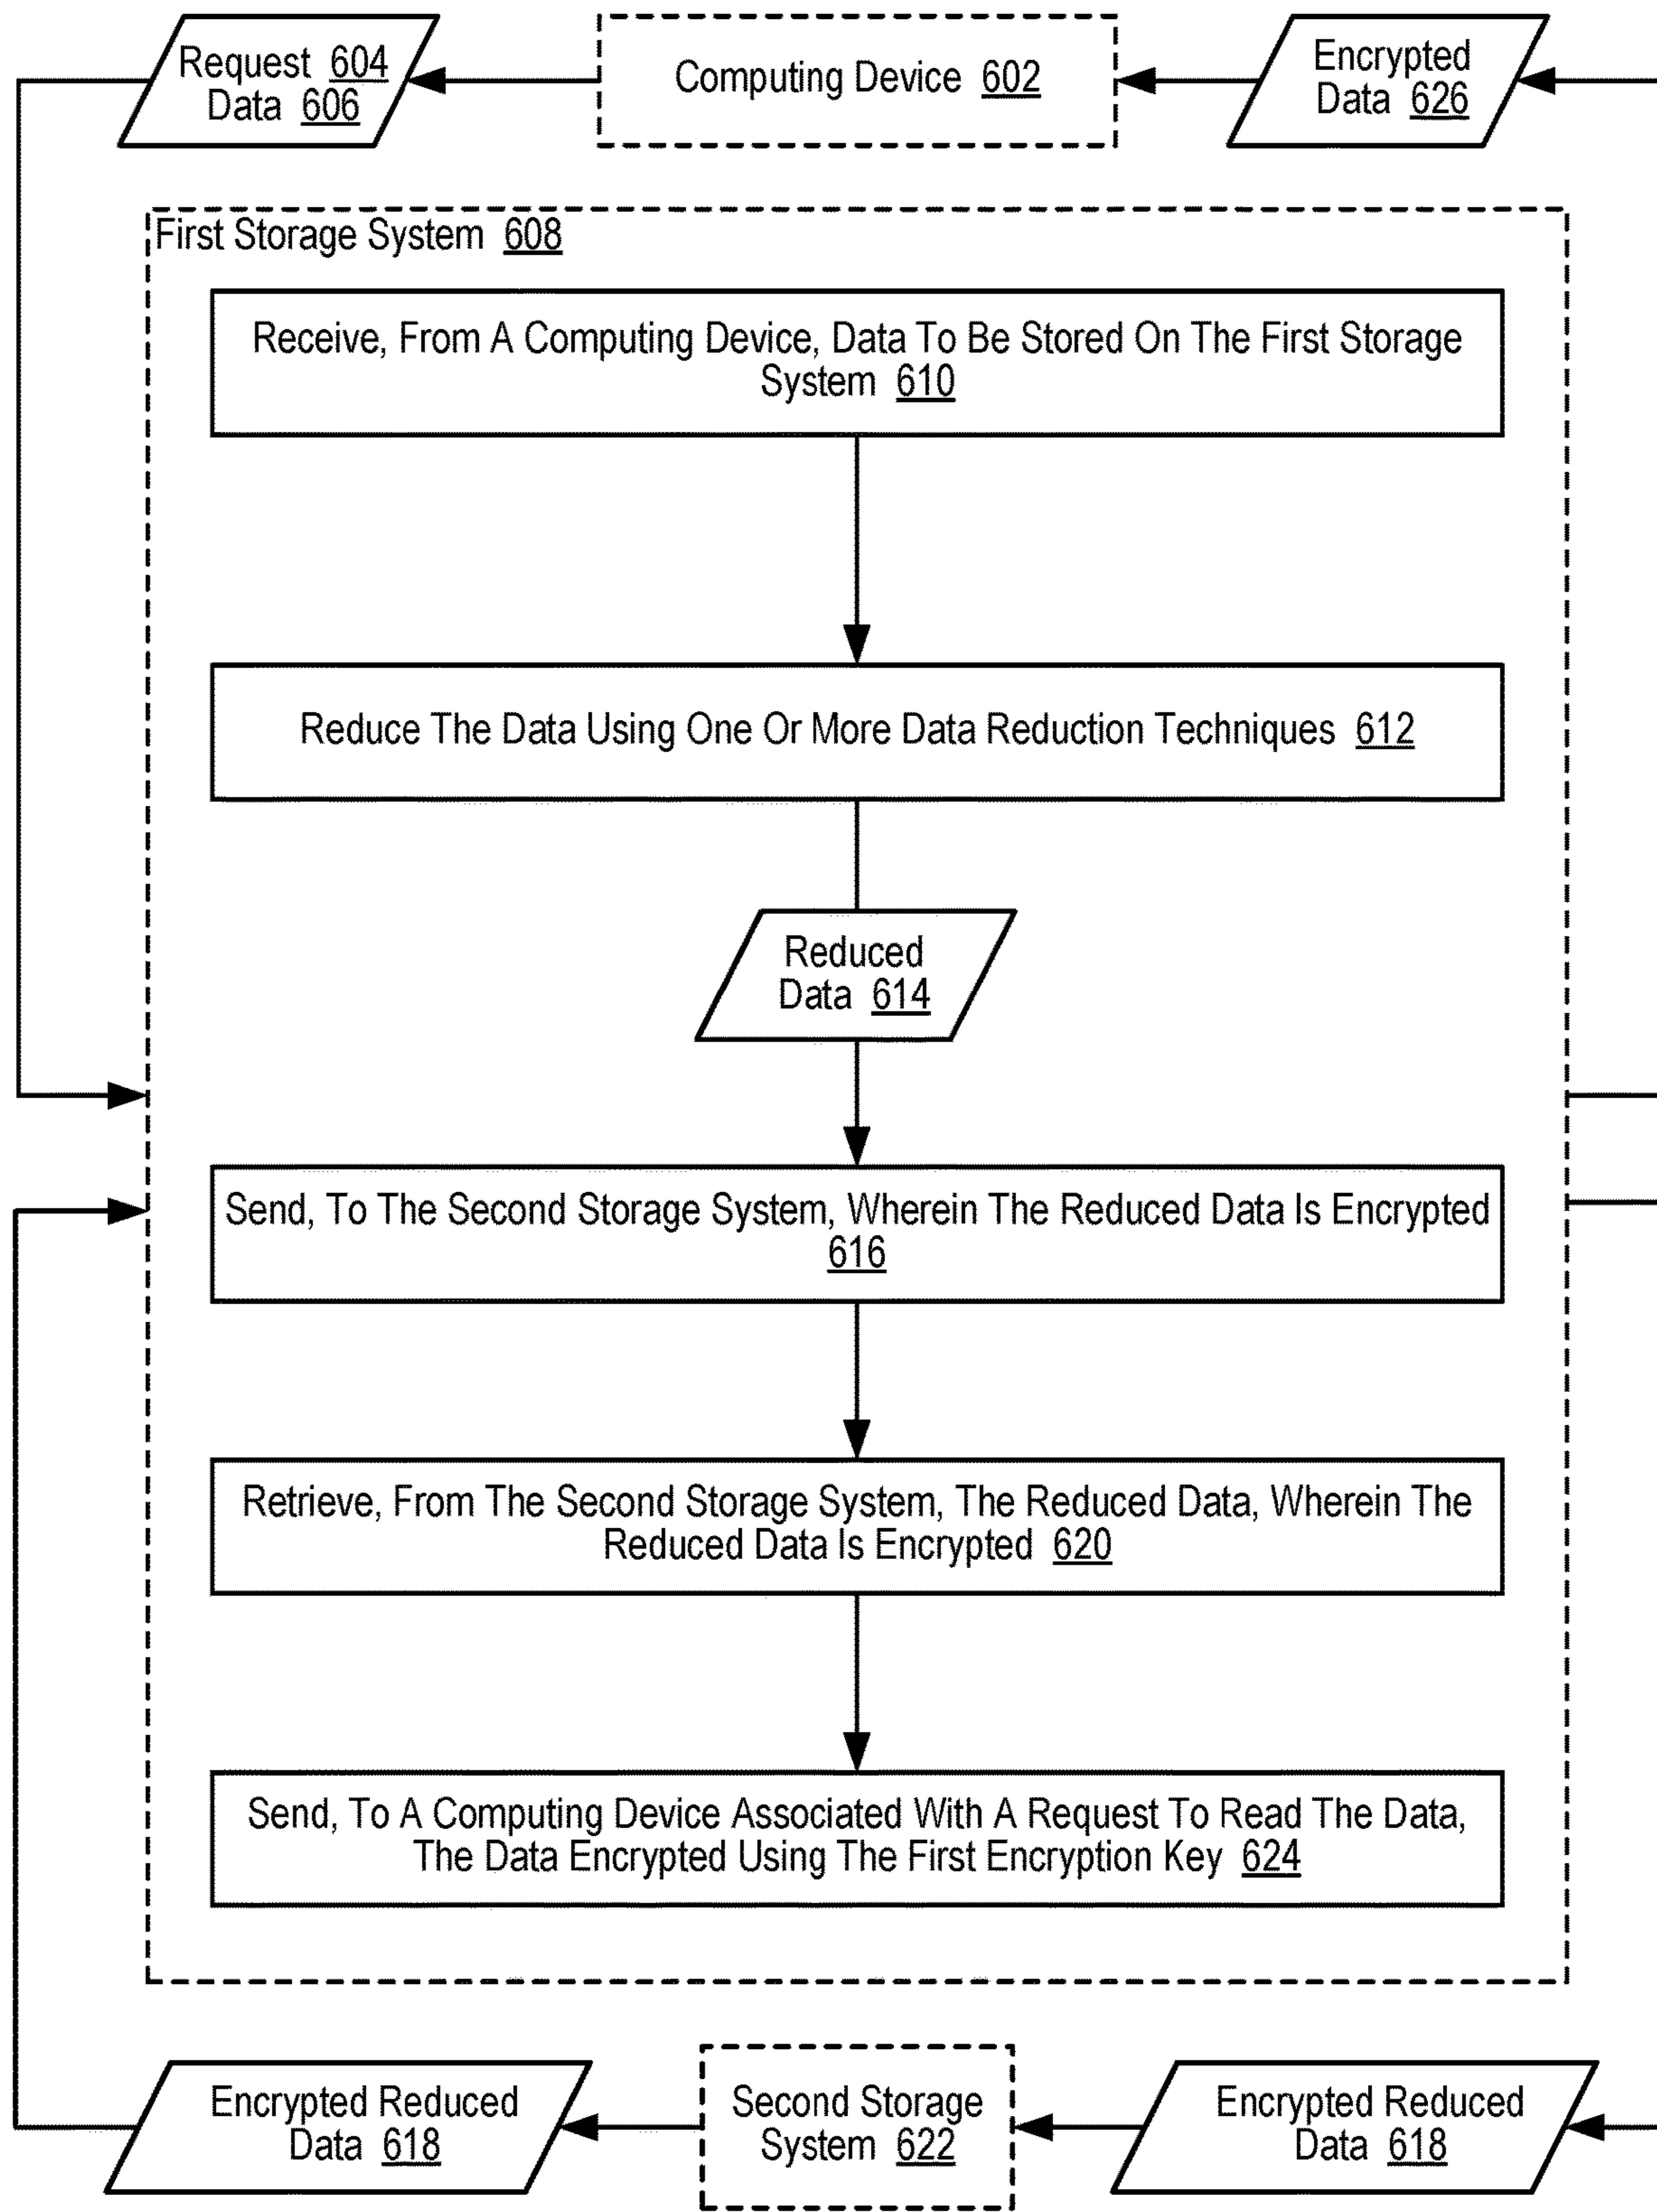 Request 604
Data 606
Computing Device 602
Encrypted
Data 626
First Storage System 608
Receive, From A Computing Device, Data To Be Stored On The First Storage
System 610
Reduce The Data Using One Or More Data Reduction Techniques 612
Reduced
Data 614
Send, To The Second Storage System, Wherein The Reduced Data Is Encrypted
616
Retrieve, From The Second Storage System, The Reduced Data, Wherein The
Reduced Data Is Encrypted 620
Send, To A Computing Device Associated With A Request To Read The Data,
The Data Encrypted Using The First Encryption Key 624
Encrypted Reduced
Data 618
Second Storage
System 622
Encrypted Reduced
Data 618